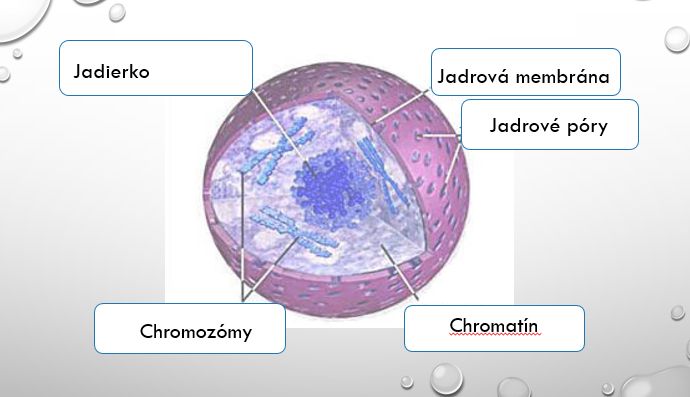 Jadierko
Jadrová membrána
Jadrové póry
Chromozómy
Chromatín